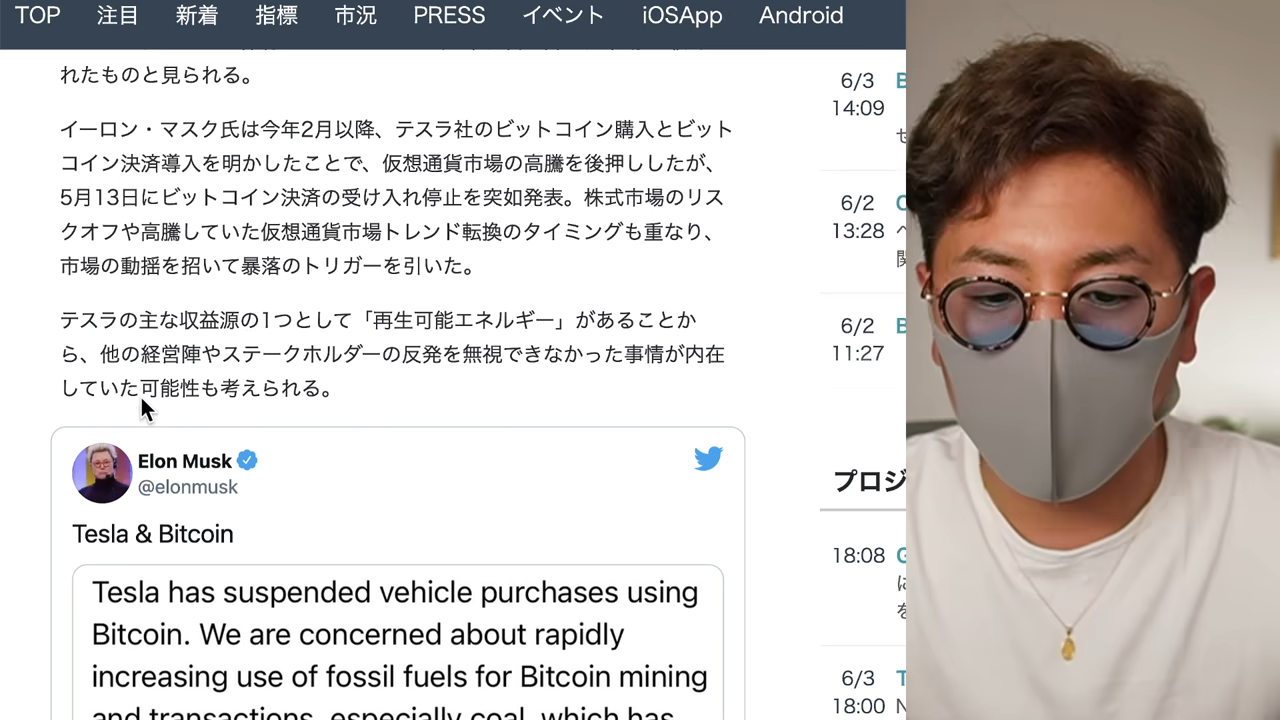 TOP 注目 新着 指標 市況 PRESS イベント iOSApp Android
れたものと見られる。
イーロン・マスク氏は今年2月以降、テスラ社のビットコイン購入とビット
コイン決済導入を明かしたことで、仮想通貨市場の高騰を後押ししたが、
5月13日にビットコイン決済の受け入れ停止を突如発表。株式市場のリス
クオフや高騰していた仮想通貨市場トレンド転換のタイミングも重なり、
市場の動揺を招いて暴落のトリガーを引いた。
テスラの主な収益源の1つとして「再生可能エネルギー」があることか
ら、他の経営陣やステークホルダーの反発を無視できなかった事情が内在
していた可能性も考えられる。
Elon Musk
@elonmusk
Tesla & Bitcoin
Tesla has suspended vehicle purchases using
Bitcoin. We are concerned about rapidly
increasing use of fossil fuels for Bitcoin mining
and transactions, especially coal, which has
6/3
14:09
6/2
13:28
6/2
11:27
プロジ
18:08
に
を
6/3
18:00